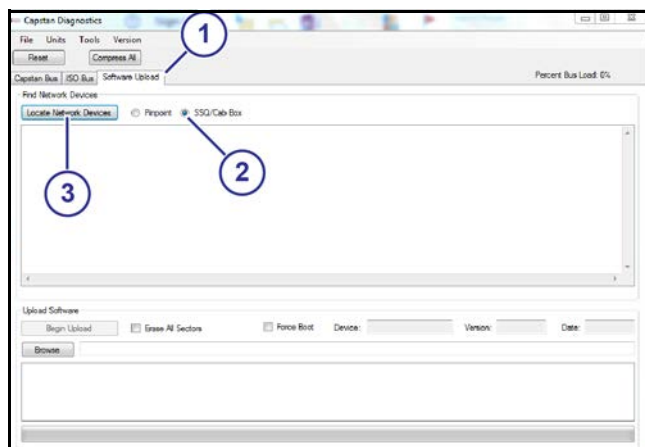 Capstan Diagnostics
File Units Tools Version
Reset Compress All
Capstan Bus ISO Bus Software Upload Percent Bus Load: 0%
Find Network Devices
Locate Network Devices Pinpoint SSQ/Cab Box
1
2
3
Upload Software
Begin Upload Erase All Sectors Force Boot Device: Version: Date:
Browse